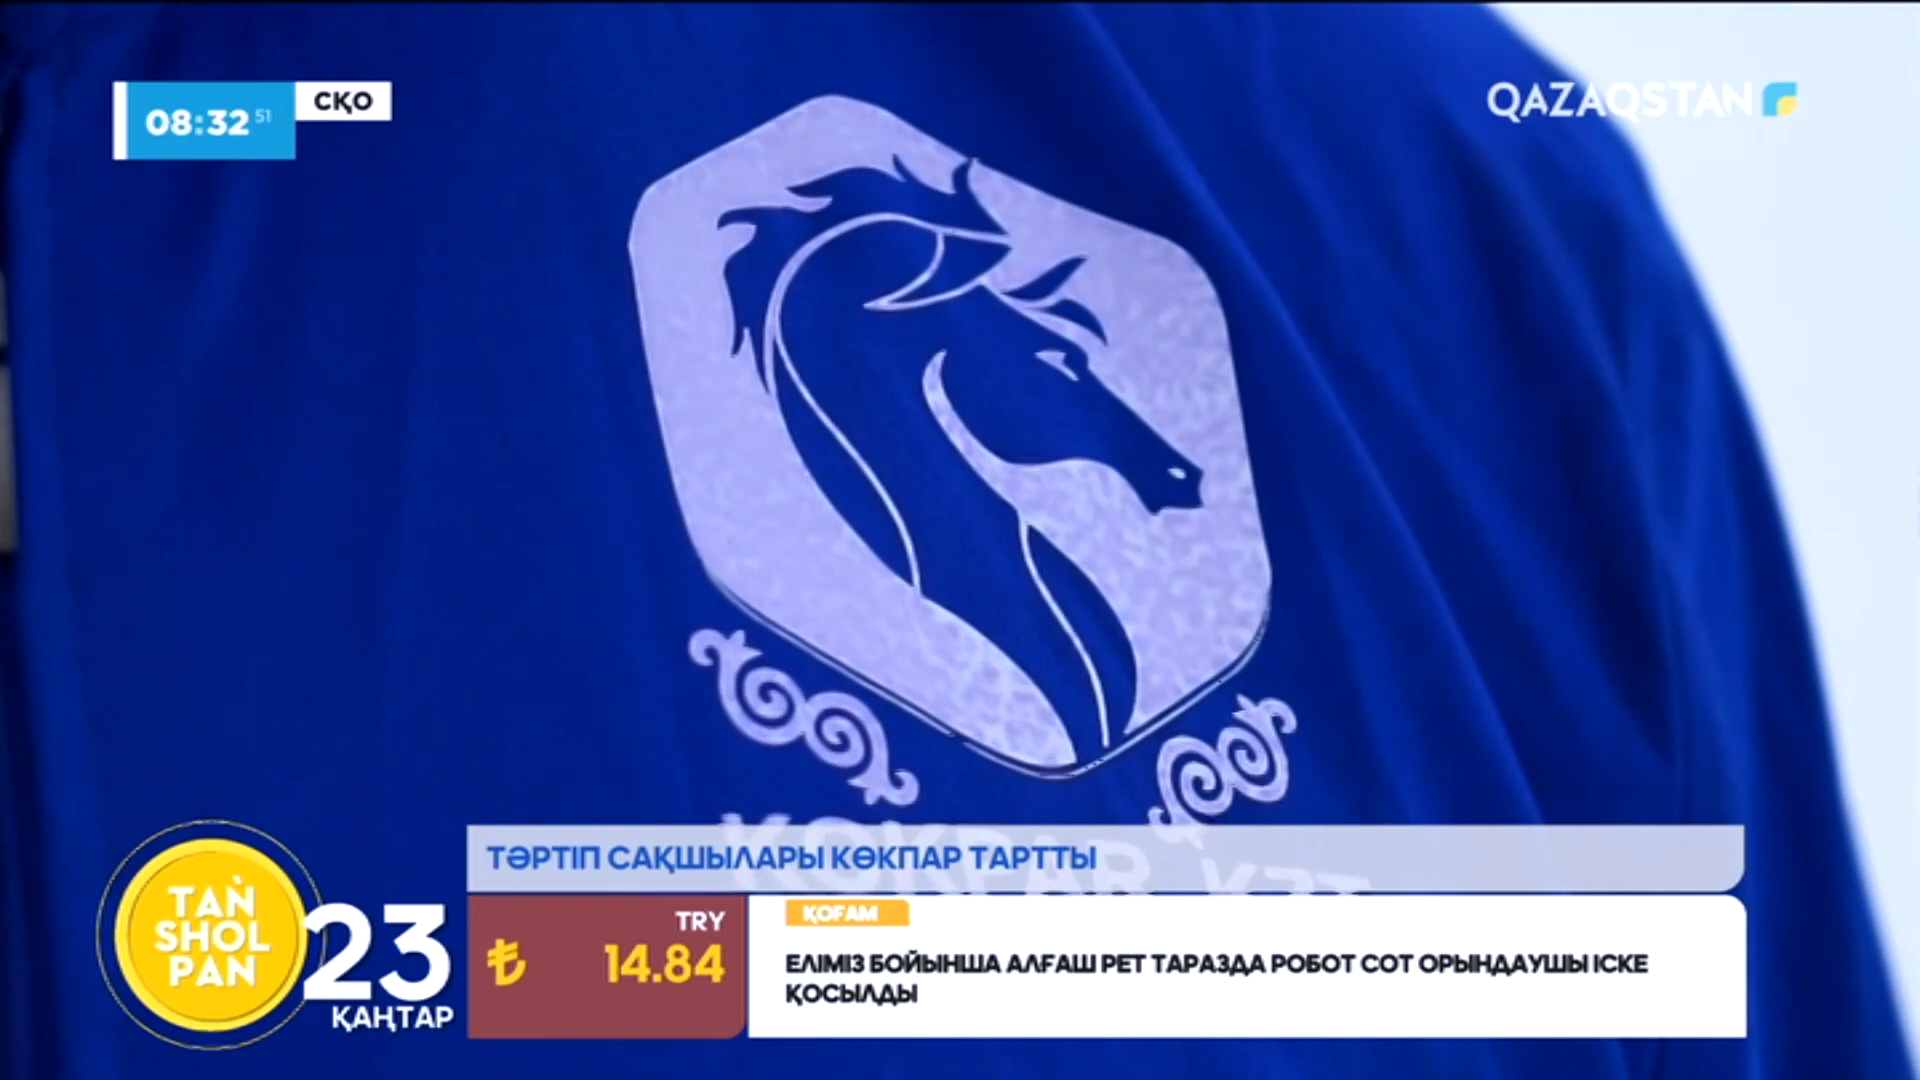 08:32 51
СҚО
QAZAQSTAN
ТӘРТІП САҚШЫЛАРЫ КӨКПАР ТАРТТЫ
TAŃ
SHOL
PAN
23
ҚАҢТАР
TRY
₺ 14.84
ҚОҒАМ
ЕЛІМІЗ БОЙЫНША АЛҒАШ РЕТ ТАРАЗДА РОБОТ СОТ ОРЫНДАУШЫ ІСКЕ
ҚОСЫЛДЫ